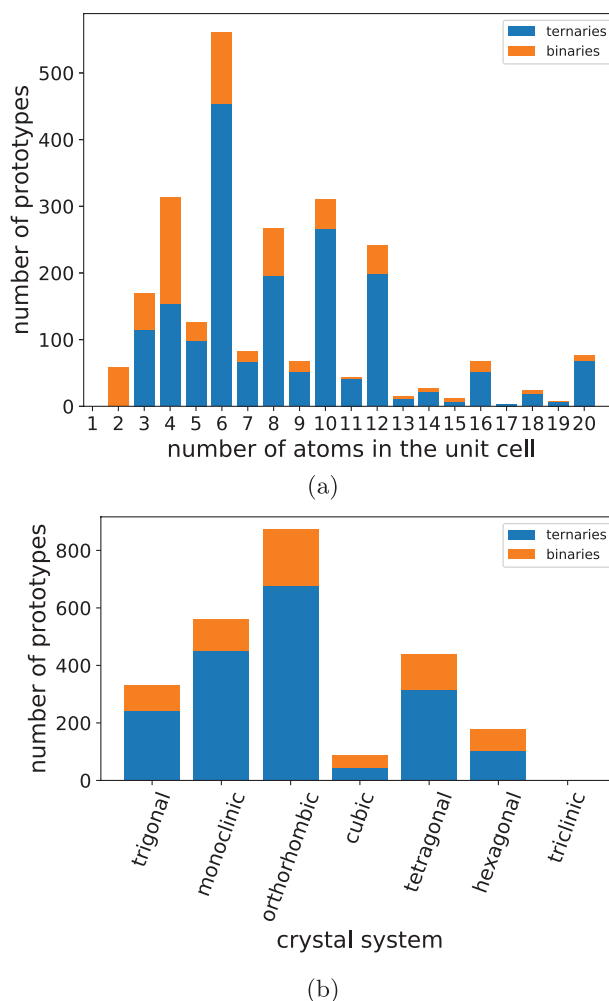 500
400
300
200
100
0
number of prototypes
ternaries
binaries
1 2 3 4 5 6 7 8 9 10 11 12 13 14 15 16 17 18 19 20
number of atoms in the unit cell
(a)
800
600
400
200
0
number of prototypes
ternaries
binaries
trigonal
monoclinic
orthorhombic
cubic
tetragonal
hexagonal
triclinic
crystal system
(b)